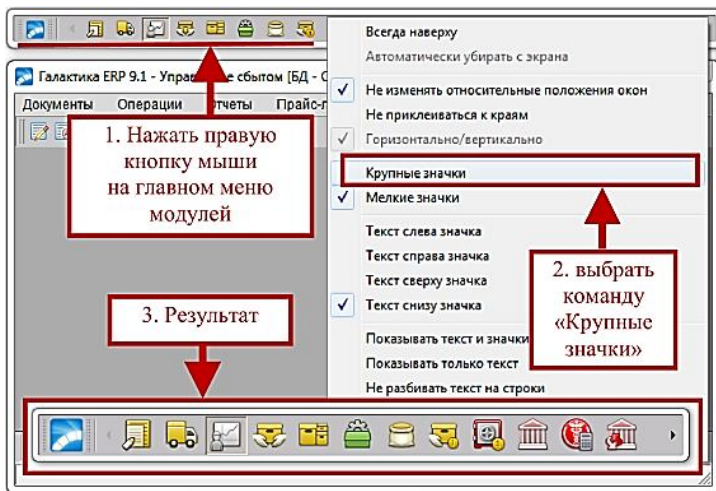 Всегда наверху
Автоматически убирать с экрана
Не изменять относительные положения окон
Не приклеиваться к краям
Горизонтально/вертикально
Крупные значки
Мелкие значки
Текст слева значка
Текст справа значка
Текст сверху значка
Текст снизу значка
Показывать текст и значки
Показывать только текст
Не разбивать текст на строки
Галактика ERP 9.1 - Упра е сбытом [БД - С
Документы Операции тчеты Прайс-л
1. Нажать правую
кнопку мыши
на главном меню
модулей
2. выбрать
команду
«Крупные
значки»
3. Результат